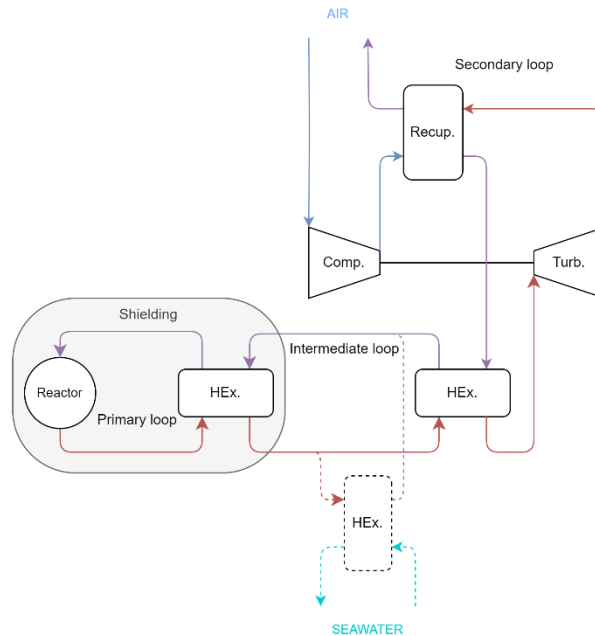 AIR
Secondary loop
Recup.
Comp.
Turb.
Shielding
Intermediate loop
Reactor
HEx.
HEx.
Primary loop
HEx.
SEAWATER